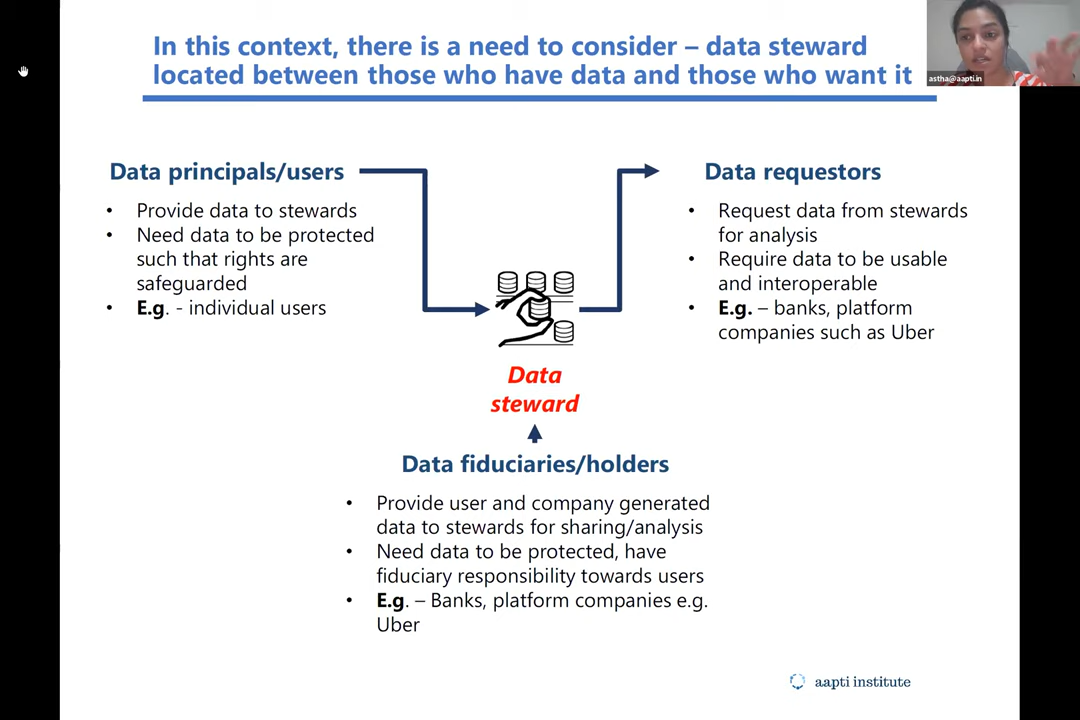 In this context, there is a need to consider – data steward
located between those who have data and those who want it
astha@aapti.in
Data principals/users
• Provide data to stewards
• Need data to be protected
such that rights are
safeguarded
• E.g. - individual users
Data requestors
• Request data from stewards
for analysis
• Require data to be usable
and interoperable
• E.g. – banks, platform
companies such as Uber
Data
steward
Data fiduciaries/holders
• Provide user and company generated
data to stewards for sharing/analysis
• Need data to be protected, have
fiduciary responsibility towards users
• E.g. – Banks, platform companies e.g.
Uber
aapti institute